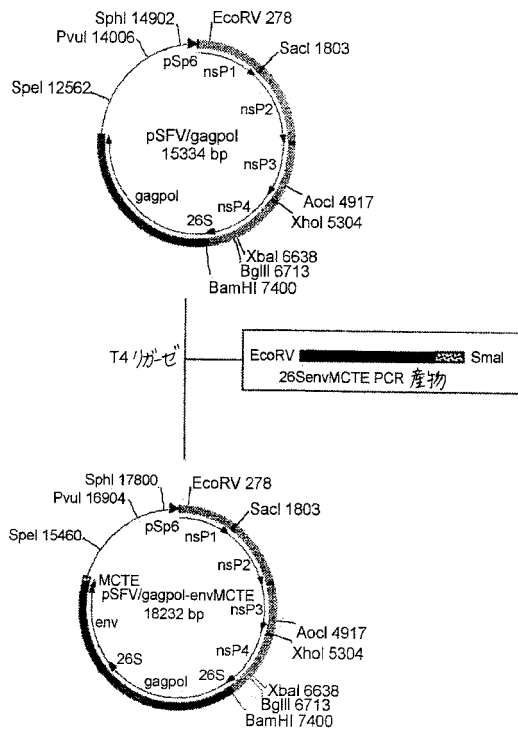 SphI 14902
EcoRV 278
PvuI 14006
SacI 1803
pSp6
nsP1
SpeI 12562
nsP2
pSFV/gagpol
15334 bp
nsP3
gagpol
nsP4
AocI 4917
26S
XhoI 5304
XbaI 6638
BglII 6713
BamHI 7400
T4 リガーゼ
EcoRV
SmaI
26SenvMCTE PCR 産物
SphI 17800
EcoRV 278
PvuI 16904
SacI 1803
pSp6
nsP1
SpeI 15460
nsP2
MCTE
pSFV/gagpol-envMCTE
18232 bp
nsP3
env
AocI 4917
nsP4
XhoI 5304
26S
gagpol
26S
XbaI 6638
BglII 6713
BamHI 7400